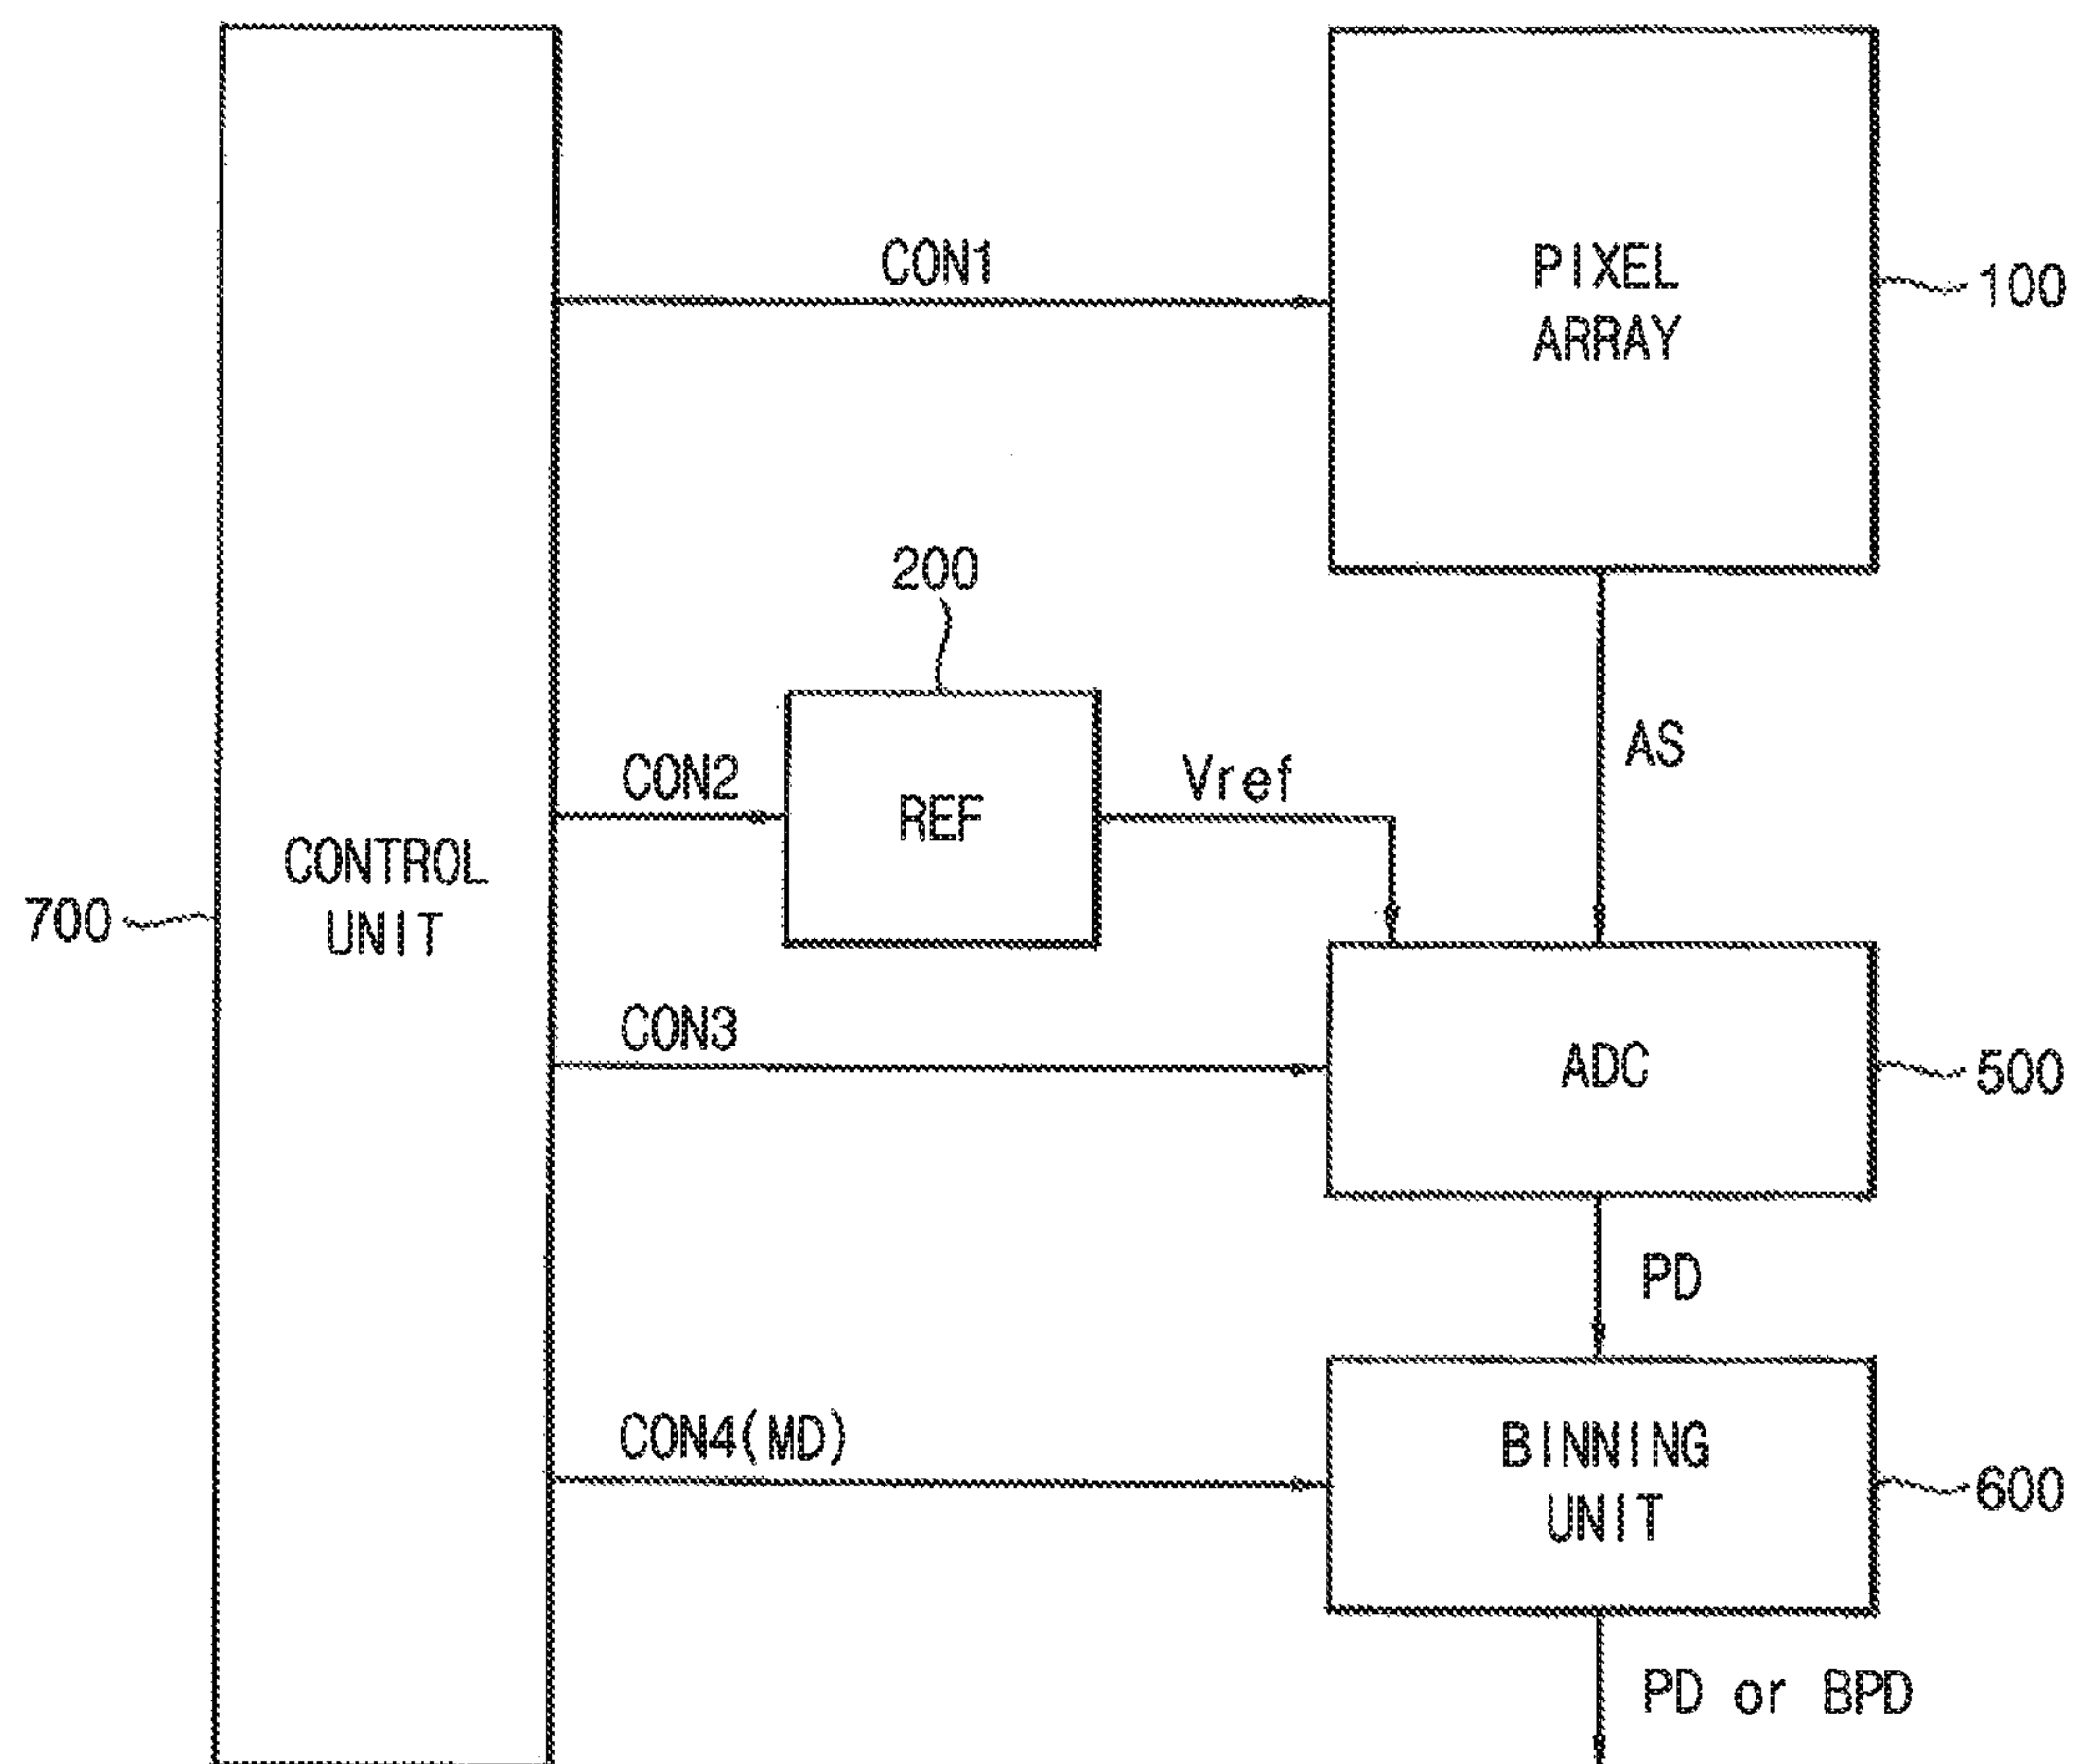 CON1
PIXEL
ARRAY
100
200
AS
CON2
REF
Vref
CONTROL
UNIT
700
CON3
ADC
500
PD
CON4(MD)
BINNING
UNIT
600
PD or BPD